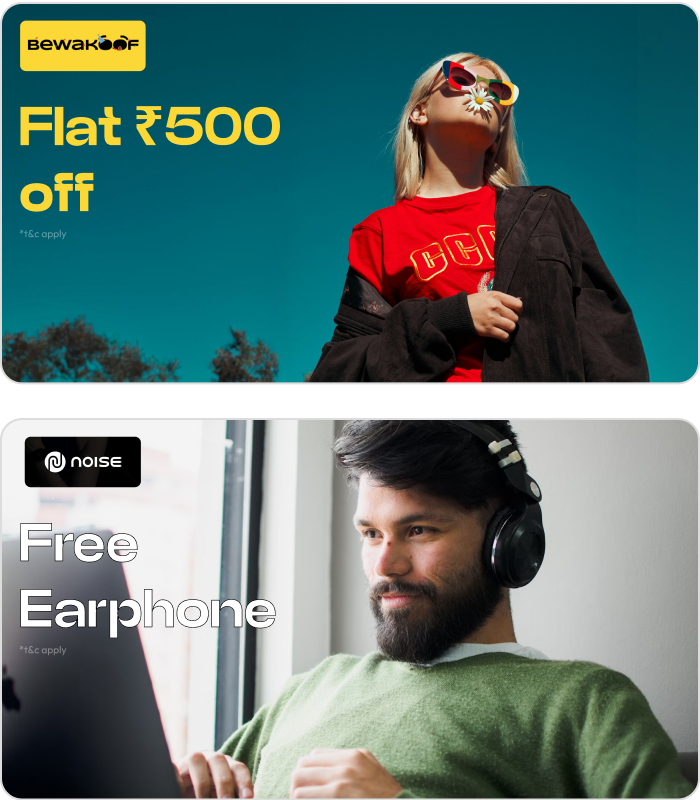 BEWAKOOF
Flat ₹500
off
*t&c apply
NOISE
Free
Earphone
*t&c apply